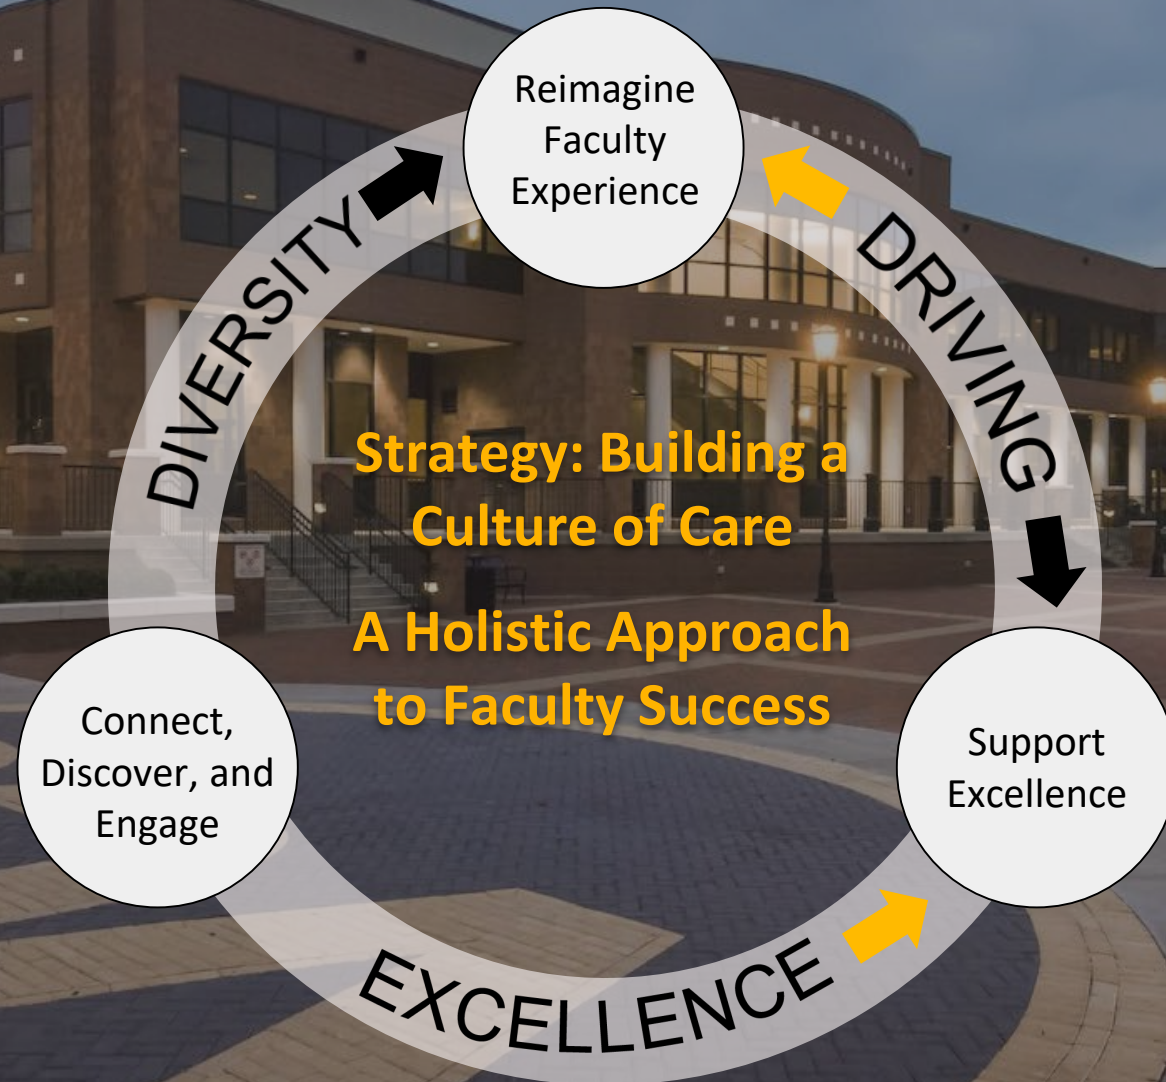 Reimagine
Faculty
Experience
DIVERSITY
DRIVING
Strategy: Building a
Culture of Care
A Holistic Approach
to Faculty Success
Connect,
Discover, and
Engage
Support
Excellence
EXCELLENCE